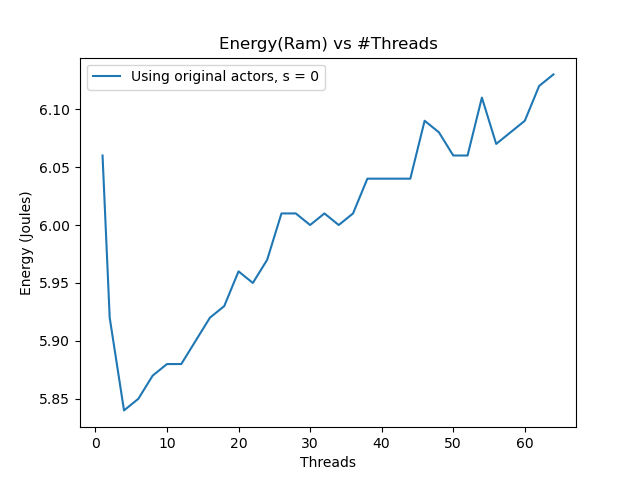 Energy(Ram) vs #Threads
Using original actors, s = 0
Energy (Joules)
6.10
6.05
6.00
5.95
5.90
5.85
0 10 20 30 40 50 60
Threads